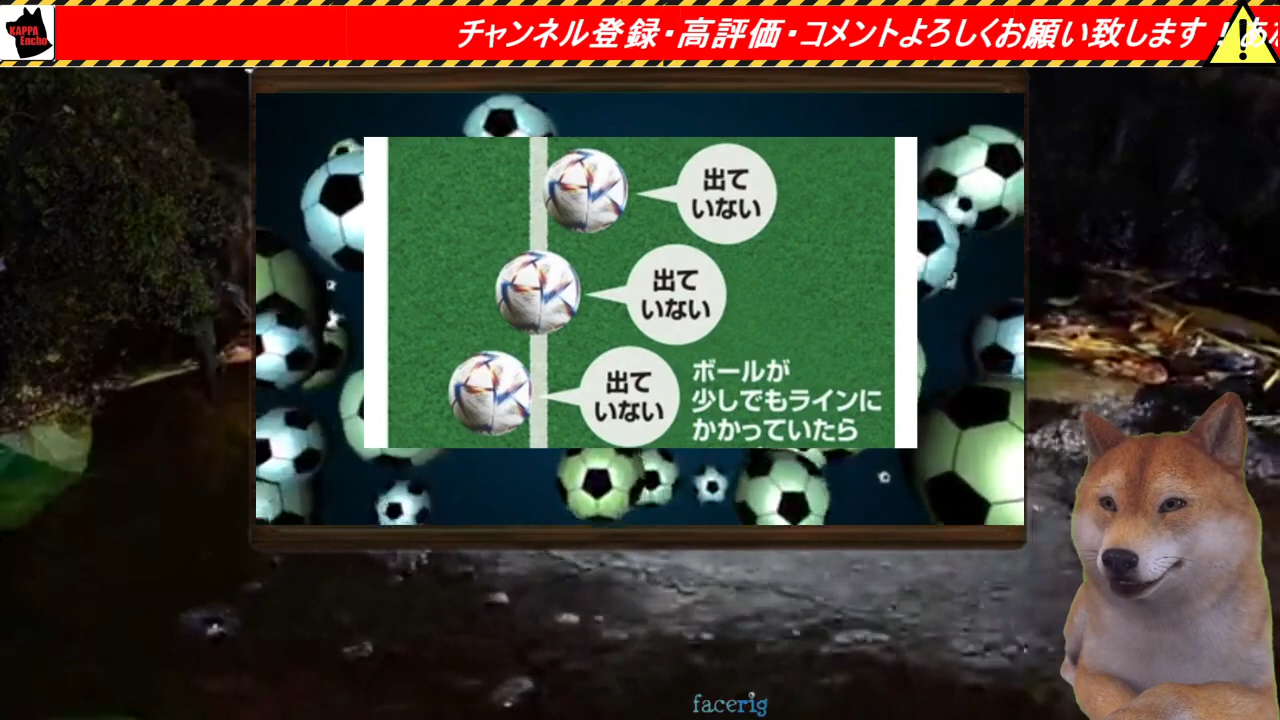 KAPPA
Encho
チャンネル登録・高評価・コメントよろしくお願い致します！
出て
いない
出て
いない
出て
いない
ボールが
少しでもラインに
かかっていたら
facerig